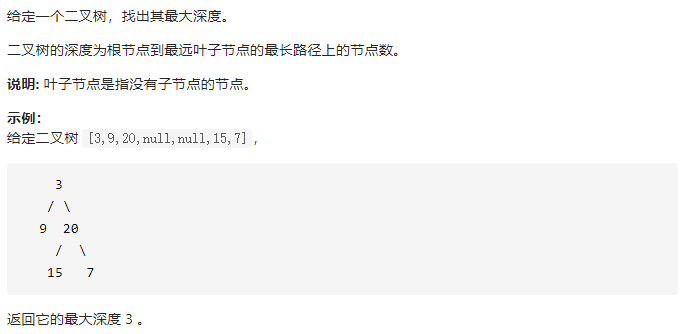 给定一个二叉树，找出其最大深度。
二叉树的深度为根节点到最远叶子节点的最长路径上的节点数。
说明: 叶子节点是指没有子节点的节点。
示例：
给定二叉树 [3,9,20,null,null,15,7]，
3
/ \
9 20
/ \
15 7
返回它的最大深度 3 。